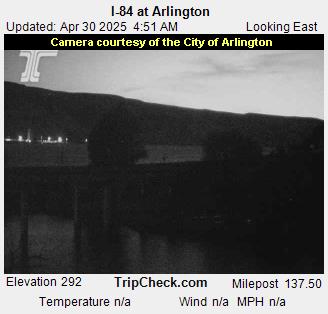 I-84 at Arlington
Updated: Apr 30 2025 4:51 AM Looking East
Camera courtesy of the City of Arlington
Elevation 292 TripCheck.com Milepost 137.50
Temperature n/a Wind n/a MPH n/a